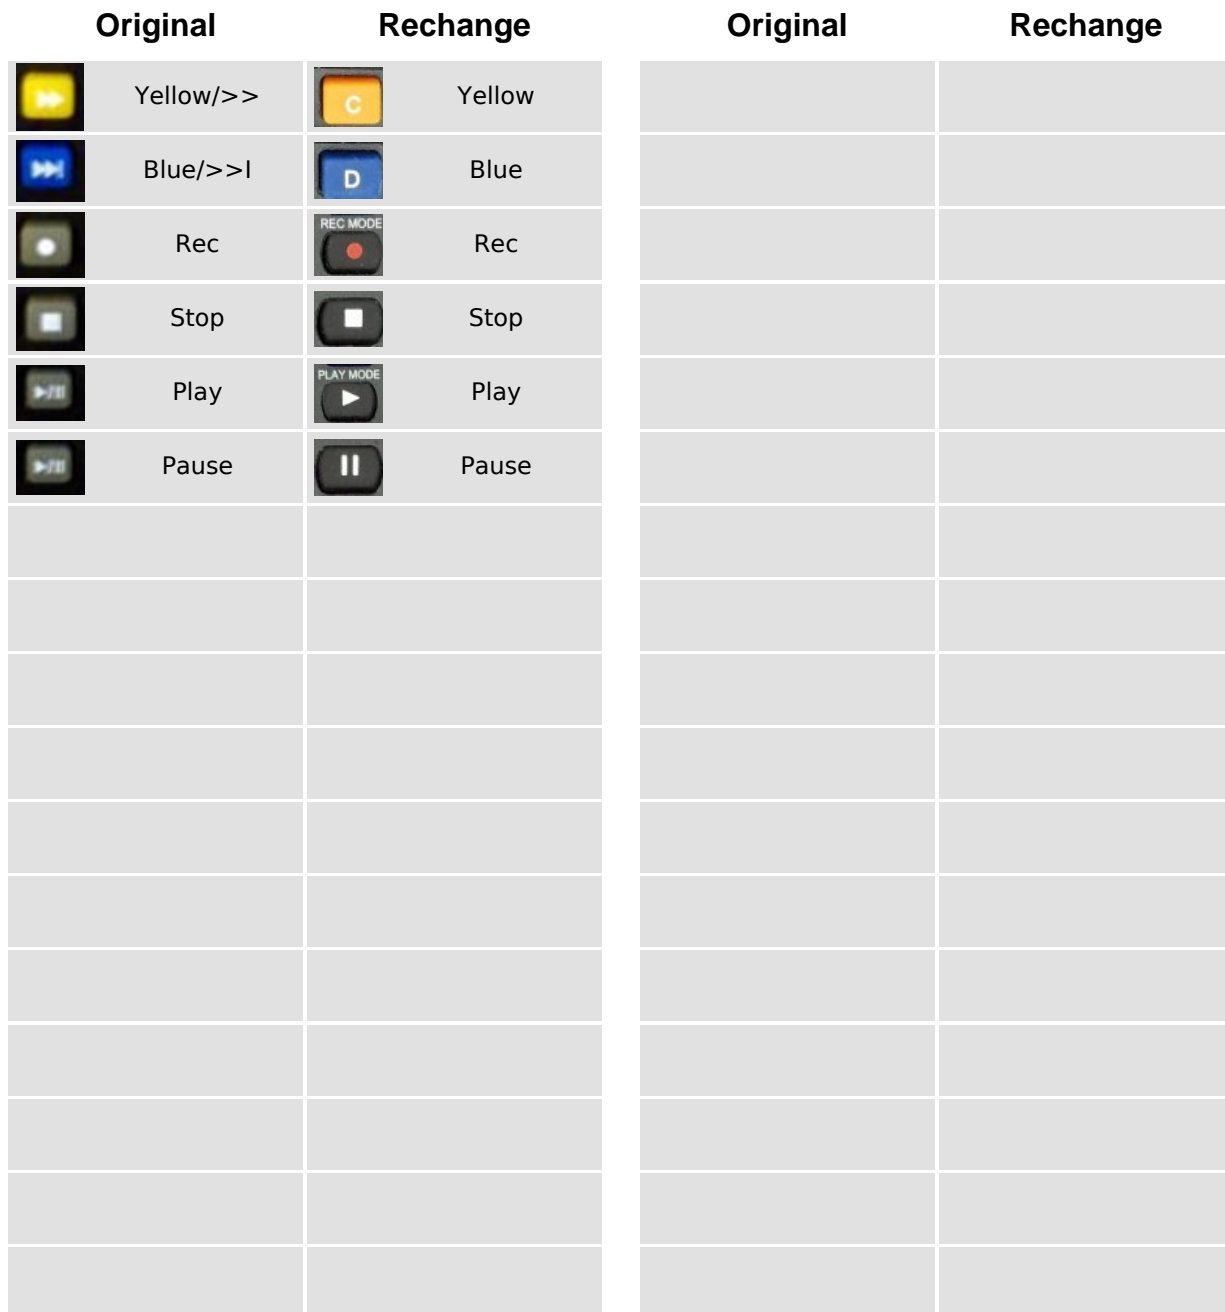 Original Rechange Original Rechange
Yellow/>> C Yellow
Blue/>>I D Blue
Rec REC MODE Rec
Stop Stop
Play PLAY MODE Play
Pause Pause